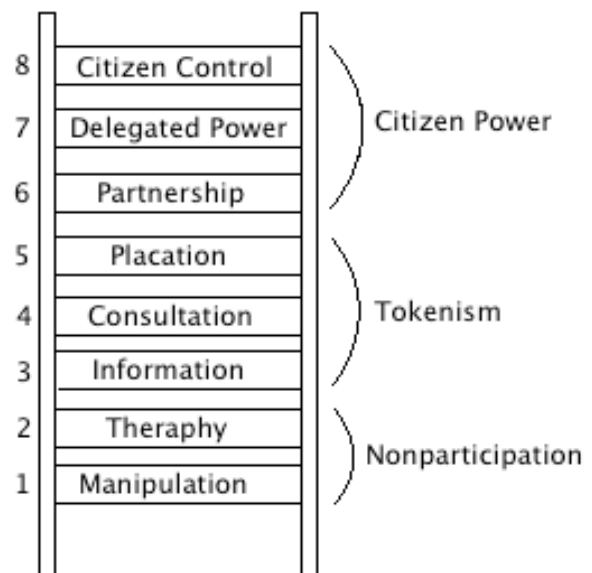 8 Citizen Control
7 Delegated Power
Citizen Power
6 Partnership
5 Placation
4 Consultation
Tokenism
3 Information
2 Theraphy
Nonparticipation
1 Manipulation